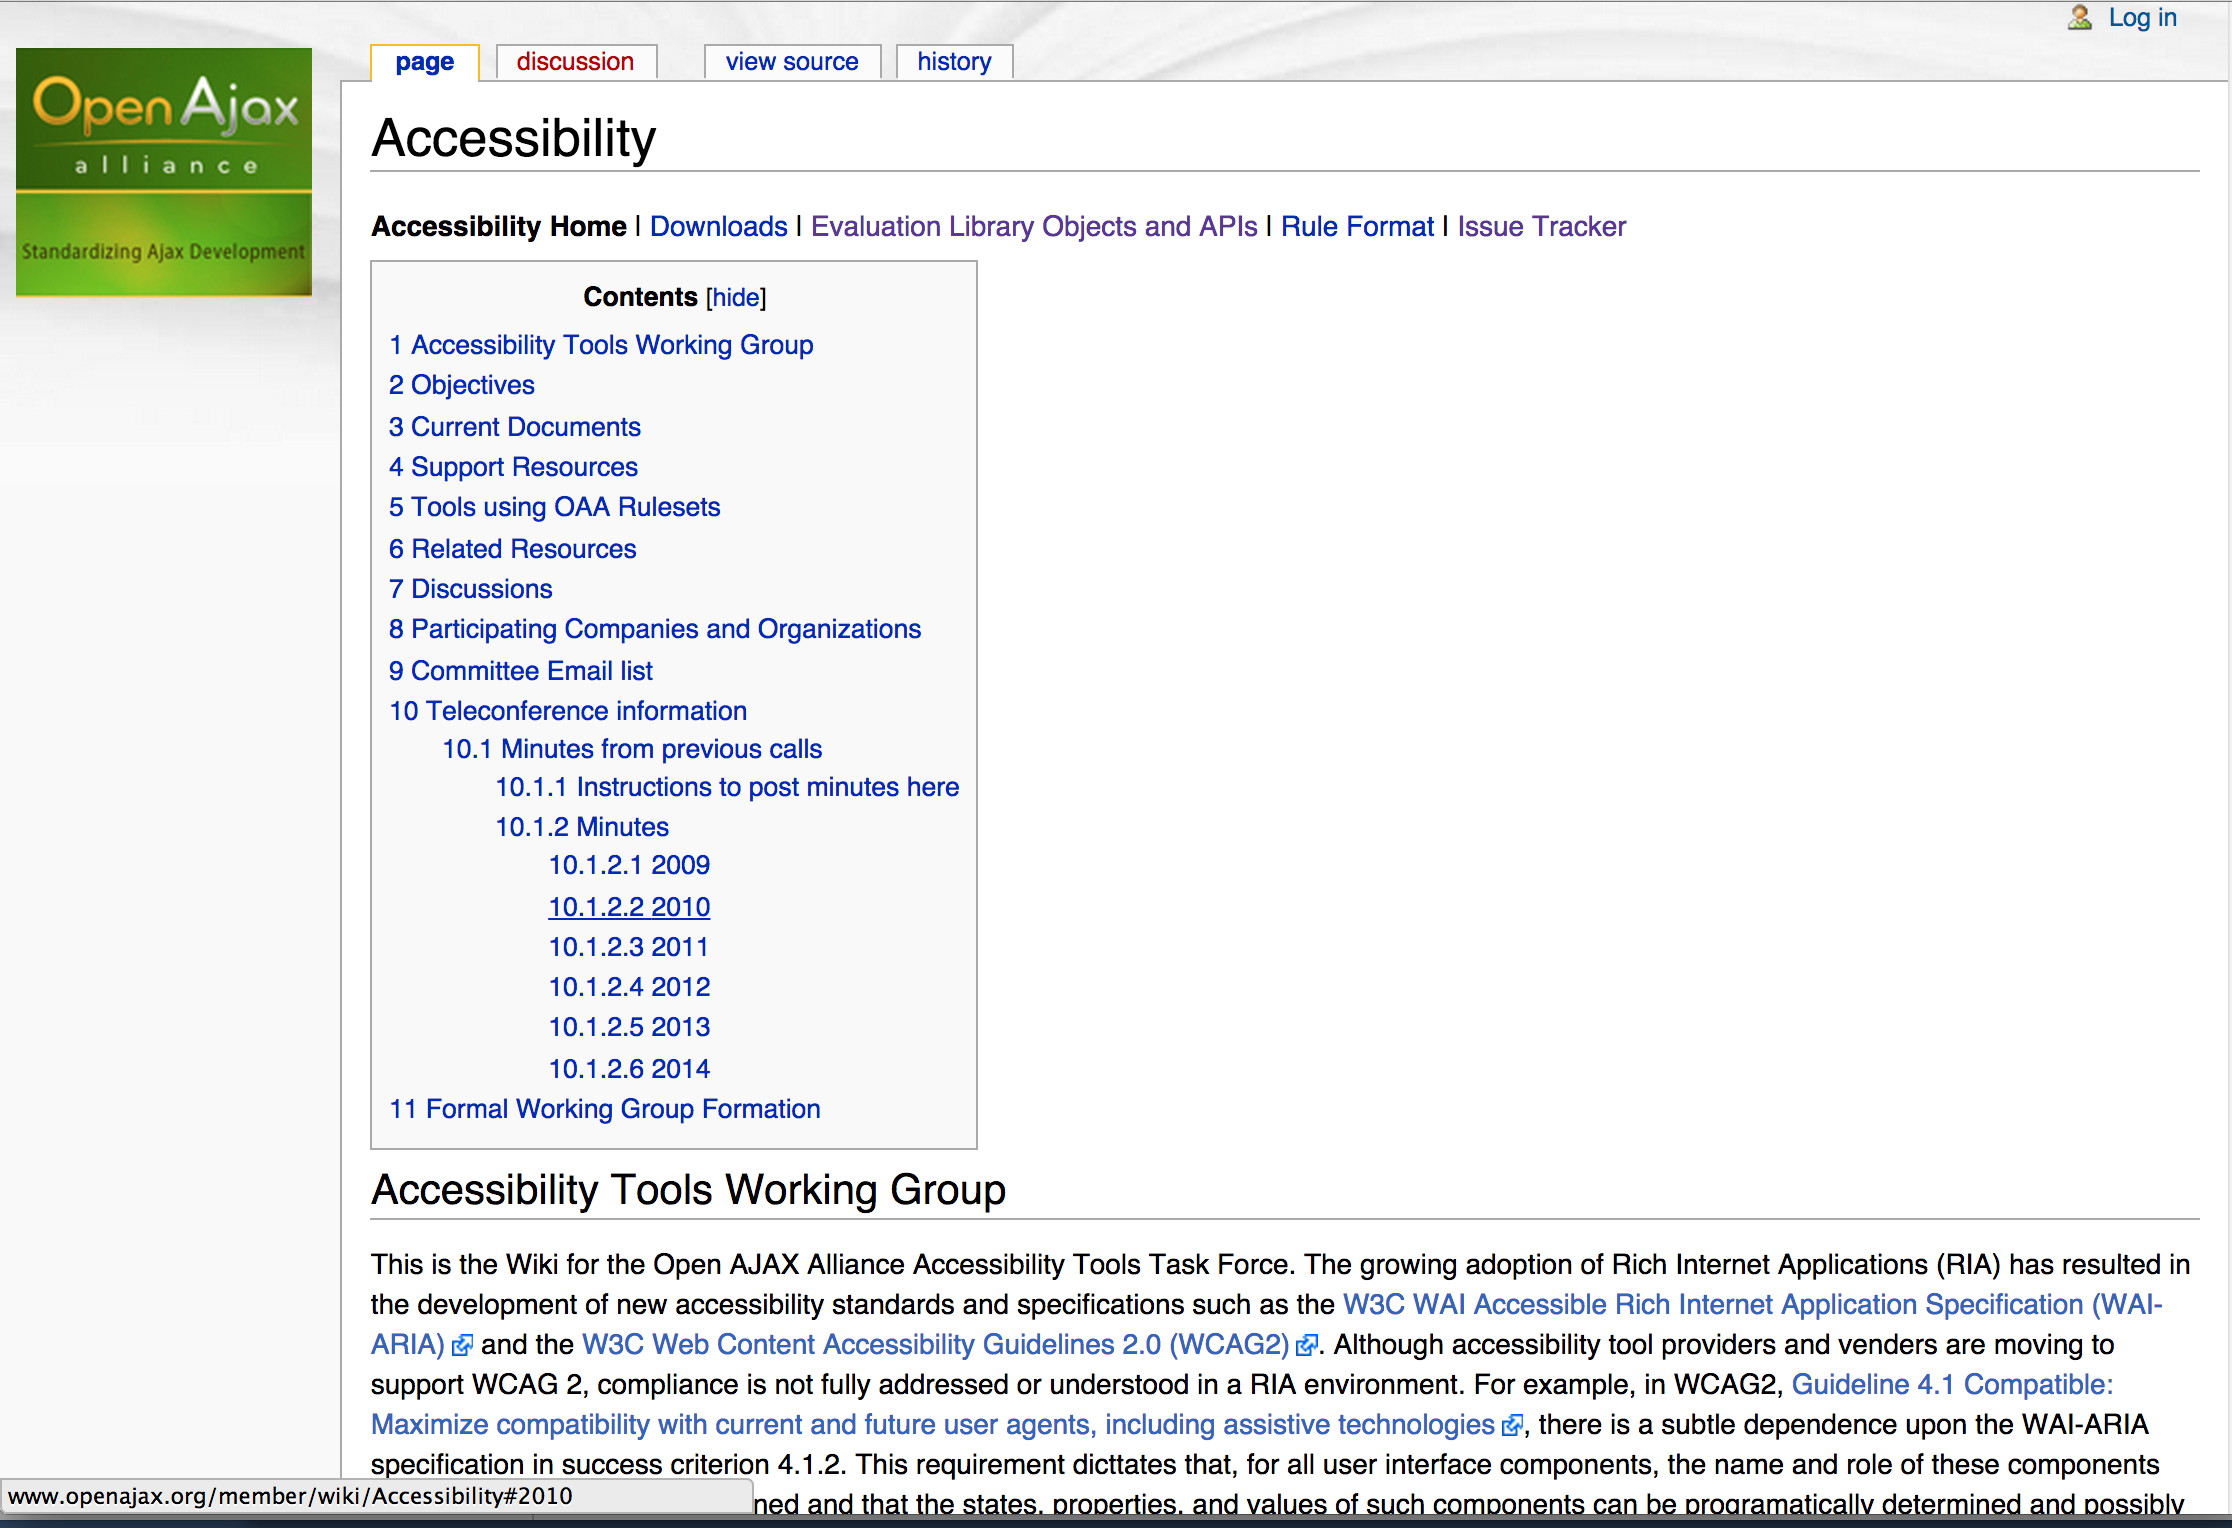 Log in
page discussion view source history
Open Ajax
alliance
Standardizing Ajax Development
Accessibility
Accessibility Home | Downloads | Evaluation Library Objects and APIs | Rule Format | Issue Tracker
Contents [hide]
1 Accessibility Tools Working Group
2 Objectives
3 Current Documents
4 Support Resources
5 Tools using OAA Rulesets
6 Related Resources
7 Discussions
8 Participating Companies and Organizations
9 Committee Email list
10 Teleconference information
10.1 Minutes from previous calls
10.1.1 Instructions to post minutes here
10.1.2 Minutes
10.1.2.1 2009
10.1.2.2 2010
10.1.2.3 2011
10.1.2.4 2012
10.1.2.5 2013
10.1.2.6 2014
11 Formal Working Group Formation
Accessibility Tools Working Group
This is the Wiki for the Open AJAX Alliance Accessibility Tools Task Force. The growing adoption of Rich Internet Applications (RIA) has resulted in
the development of new accessibility standards and specifications such as the W3C WAI Accessible Rich Internet Application Specification (WAI-
ARIA) and the W3C Web Content Accessibility Guidelines 2.0 (WCAG2). Although accessibility tool providers and venders are moving to
support WCAG 2, compliance is not fully addressed or understood in a RIA environment. For example, in WCAG2, Guideline 4.1 Compatible:
Maximize compatibility with current and future user agents, including assistive technologies, there is a subtle dependence upon the WAI-ARIA
specification in success criterion 4.1.2. This requirement dicttates that, for all user interface components, the name and role of these components
ned and that the states, properties, and values of such components can be programatically determined and possibly
www.openajax.org/member/wiki/Accessibility#2010